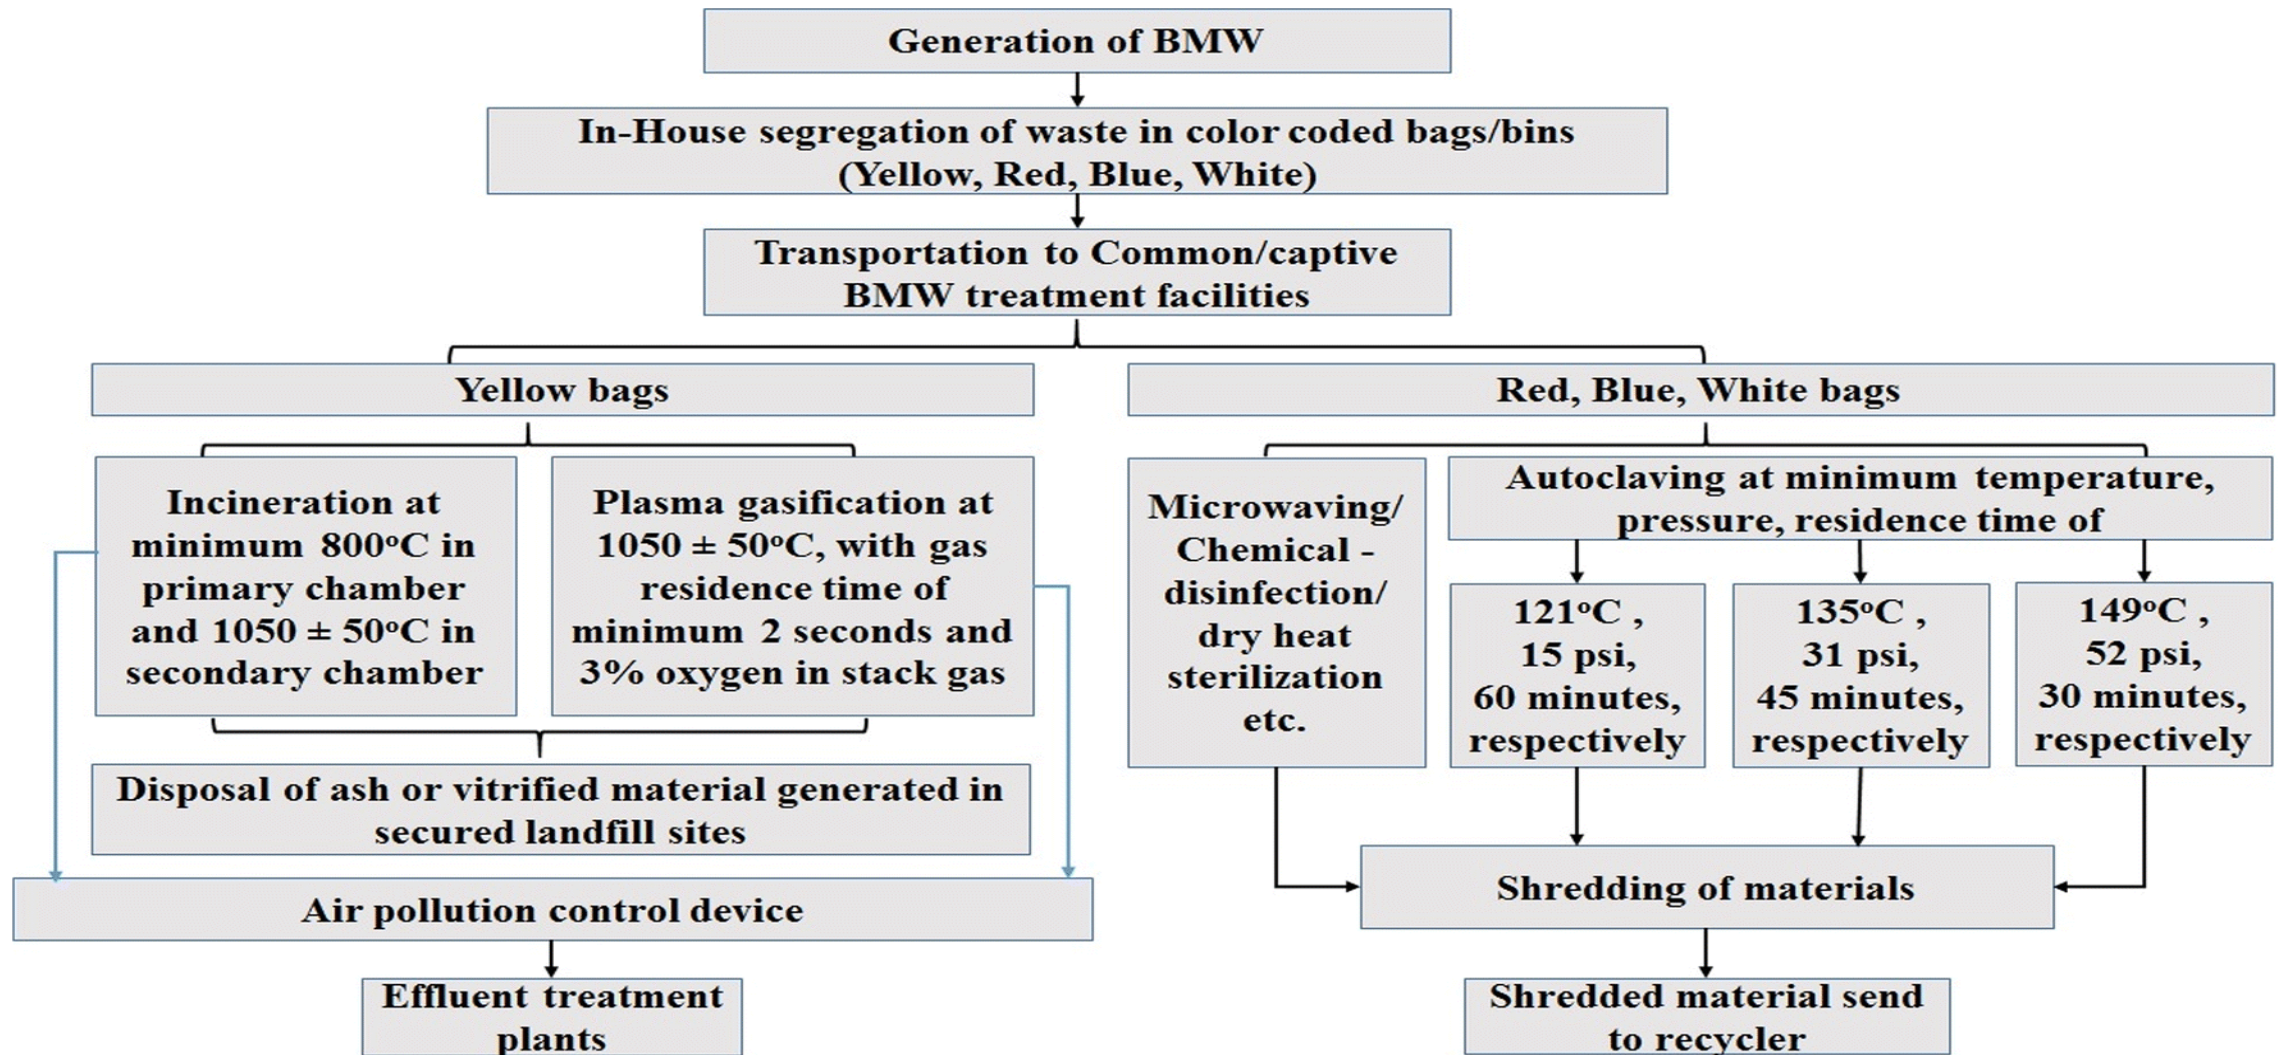 Generation of BMW
In-House segregation of waste in color coded bags/bins
(Yellow, Red, Blue, White)
Transportation to Common/captive
BMW treatment facilities
Yellow bags
Red, Blue, White bags
Incineration at
minimum 800°C in
primary chamber
and 1050 ± 50°C in
secondary chamber
Plasma gasification at
1050 ± 50°C, with gas
residence time of
minimum 2 seconds and
3% oxygen in stack gas
Microwaving/
Chemical -
disinfection/
dry heat
sterilization
etc.
Autoclaving at minimum temperature,
pressure, residence time of
121°C ,
15 psi,
60 minutes,
respectively
135°C ,
31 psi,
45 minutes,
respectively
149°C ,
52 psi,
30 minutes,
respectively
Disposal of ash or vitrified material generated in
secured landfill sites
Air pollution control device
Effluent treatment
plants
Shredding of materials
Shredded material send
to recycler